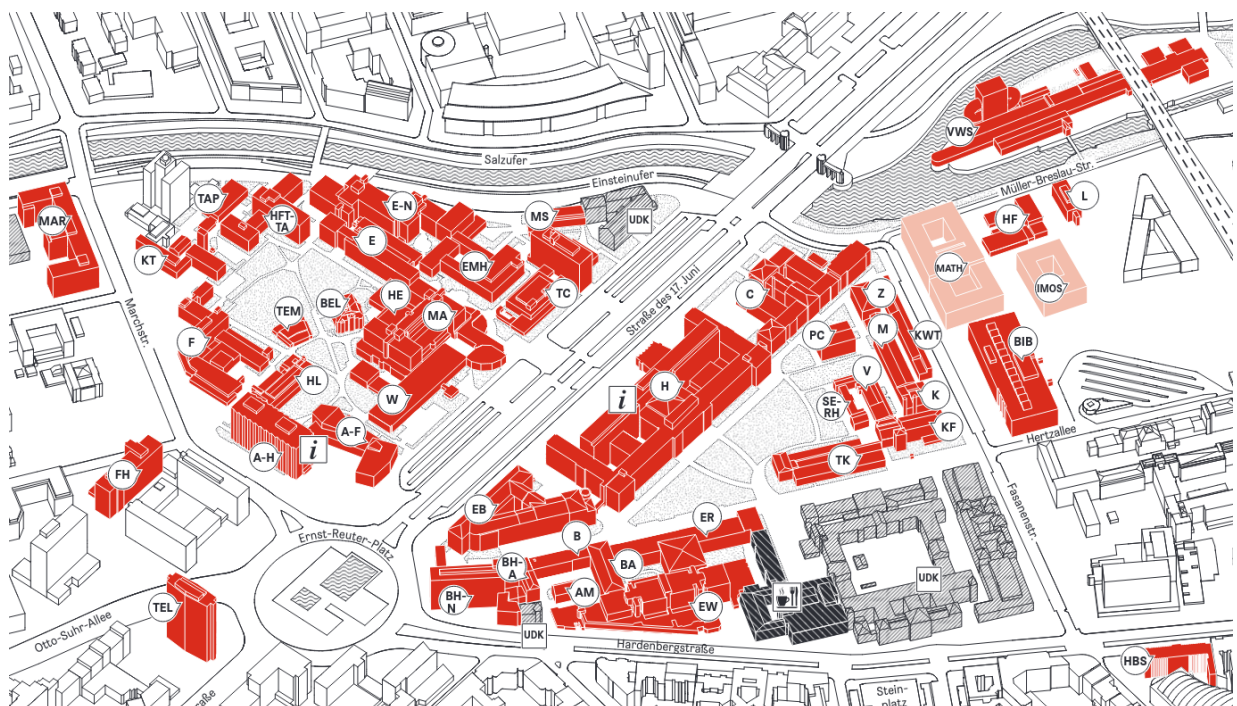 Salzufer
Einsteinufer
Müller-Breslau-Str.
VWS
L
HF
MAR
TAP
HFT-
TA
E-N
MS
UDK
KT
E
EMH
TC
MATH
IMOS
Marchstr.
TEM
BEL
HE
MA
Straße des 17. Juni
C
Z
PC
M
KWT
BIB
F
HL
W
H
i
V
SE-
RH
K
KF
A-F
A-H
i
Hertzallee
TK
FH
EB
ER
Fasanenstr.
Ernst-Reuter-Platz
B
BH-
A
BA
BH-
N
AM
EW
UDK
TEL
UDK
Otto-Suhr-Allee
Hardenbergstraße
HBS
Stein-
platz
raße